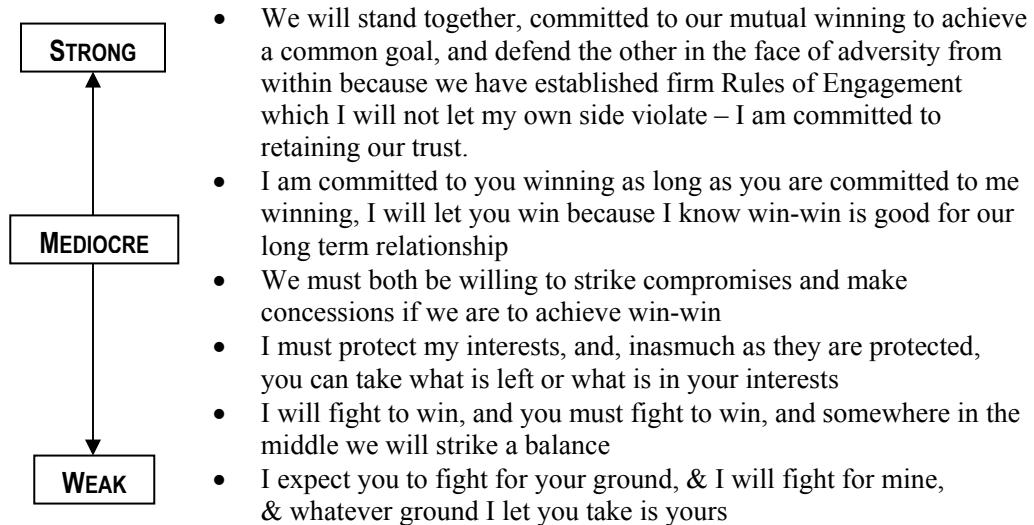 STRONG
MEDIOCRE
WEAK
• We will stand together, committed to our mutual winning to achieve
a common goal, and defend the other in the face of adversity from
within because we have established firm Rules of Engagement
which I will not let my own side violate – I am committed to
retaining our trust.
• I am committed to you winning as long as you are committed to me
winning, I will let you win because I know win-win is good for our
long term relationship
• We must both be willing to strike compromises and make
concessions if we are to achieve win-win
• I must protect my interests, and, inasmuch as they are protected,
you can take what is left or what is in your interests
• I will fight to win, and you must fight to win, and somewhere in the
middle we will strike a balance
• I expect you to fight for your ground, & I will fight for mine,
& whatever ground I let you take is yours